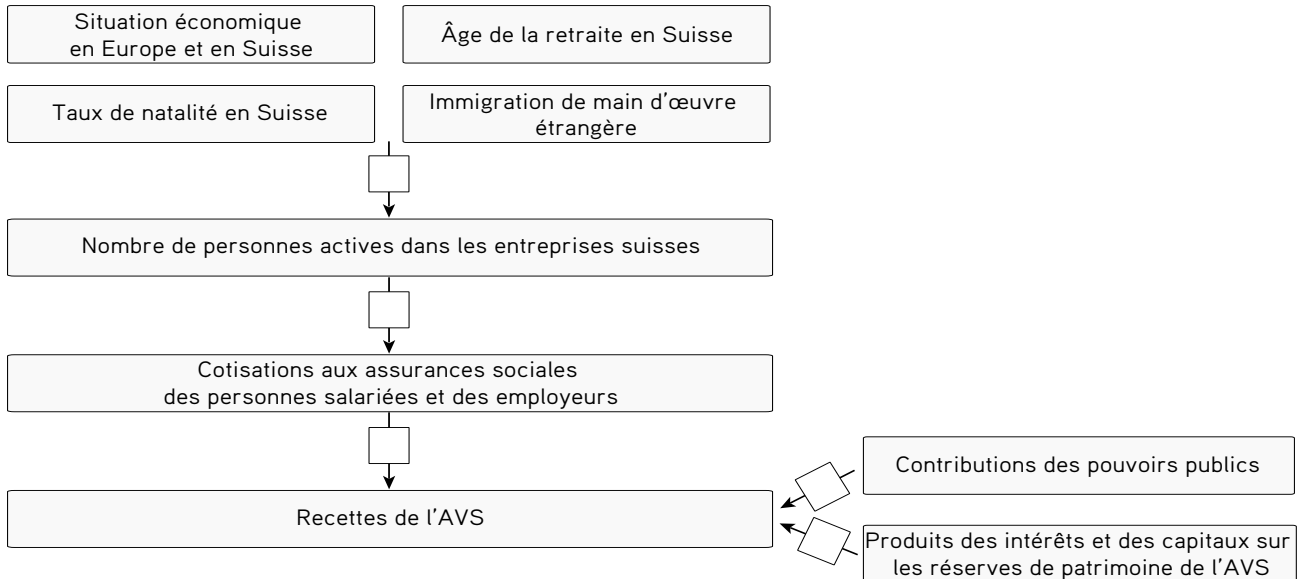 Situation économique
en Europe et en Suisse
Âge de la retraite en Suisse
Taux de natalité en Suisse
Immigration de main d'œuvre
étrangère
Nombre de personnes actives dans les entreprises suisses
Cotisations aux assurances sociales
des personnes salariées et des employeurs
Contributions des pouvoirs publics
Recettes de l'AVS
Produits des intérêts et des capitaux sur
les réserves de patrimoine de l'AVS